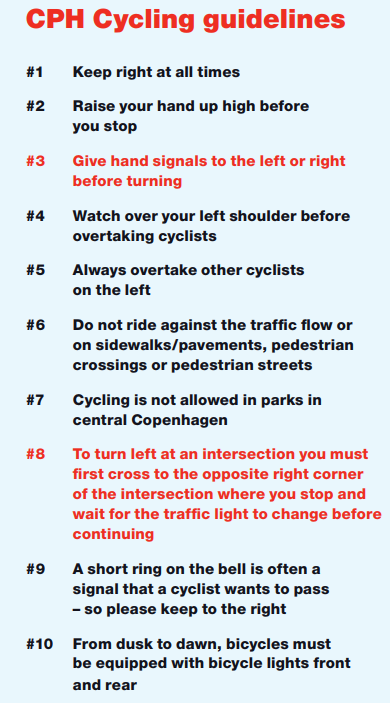 CPH Cycling guidelines
#1 Keep right at all times
#2 Raise your hand up high before
you stop
#3 Give hand signals to the left or right
before turning
#4 Watch over your left shoulder before
overtaking cyclists
#5 Always overtake other cyclists
on the left
#6 Do not ride against the traffic flow or
on sidewalks/pavements, pedestrian
crossings or pedestrian streets
#7 Cycling is not allowed in parks in
central Copenhagen
#8 To turn left at an intersection you must
first cross to the opposite right corner
of the intersection where you stop and
wait for the traffic light to change before
continuing
#9 A short ring on the bell is often a
signal that a cyclist wants to pass
– so please keep to the right
#10 From dusk to dawn, bicycles must
be equipped with bicycle lights front
and rear